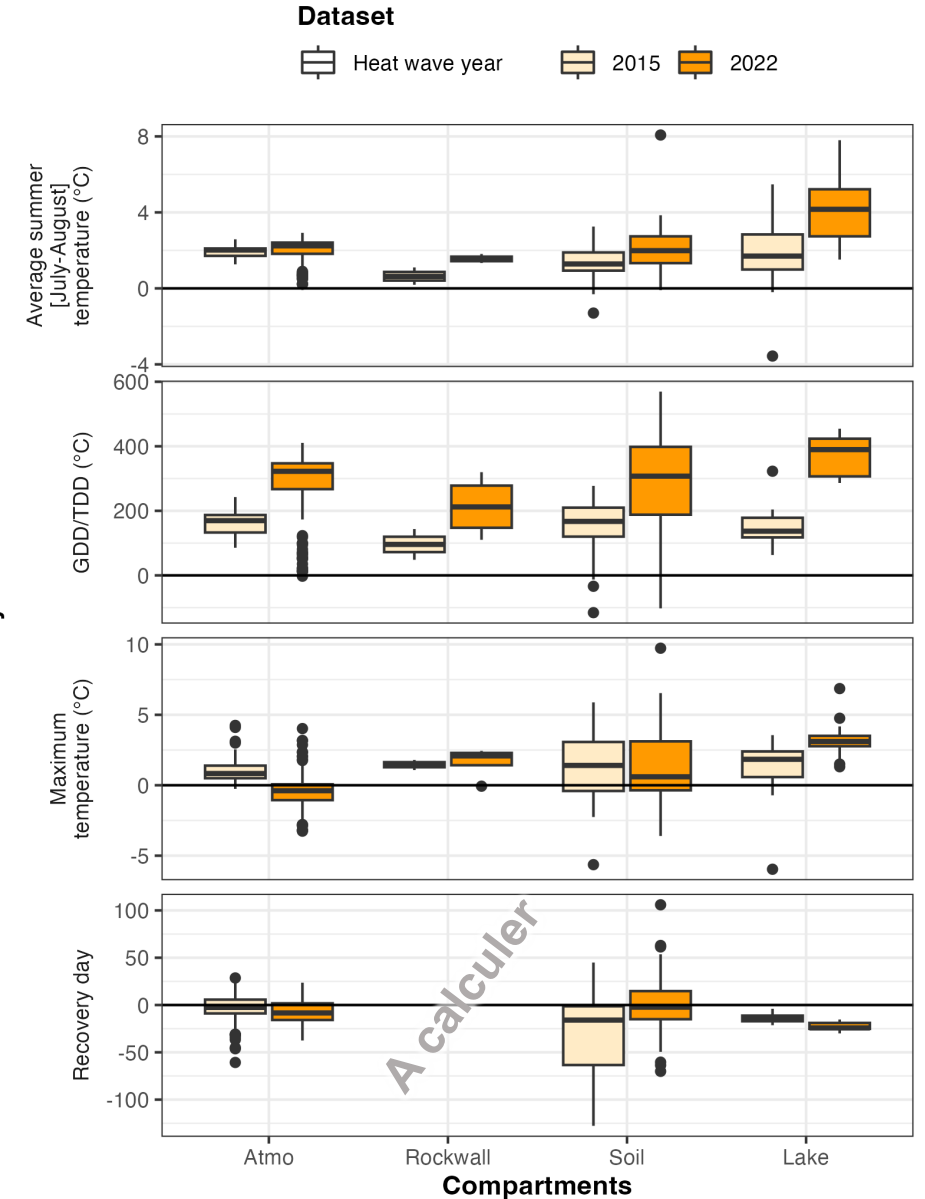 Dataset
Heat wave year 2015 2022
Average summer
[July-August]
temperature (°C)
8
4
0
-4
GDD/TDD (°C)
600
400
200
0
Maximum
temperature (°C)
10
5
0
-5
Recovery day
100
50
0
-50
-100
A calculer
Atmo Rockwall Soil Lake
Compartments